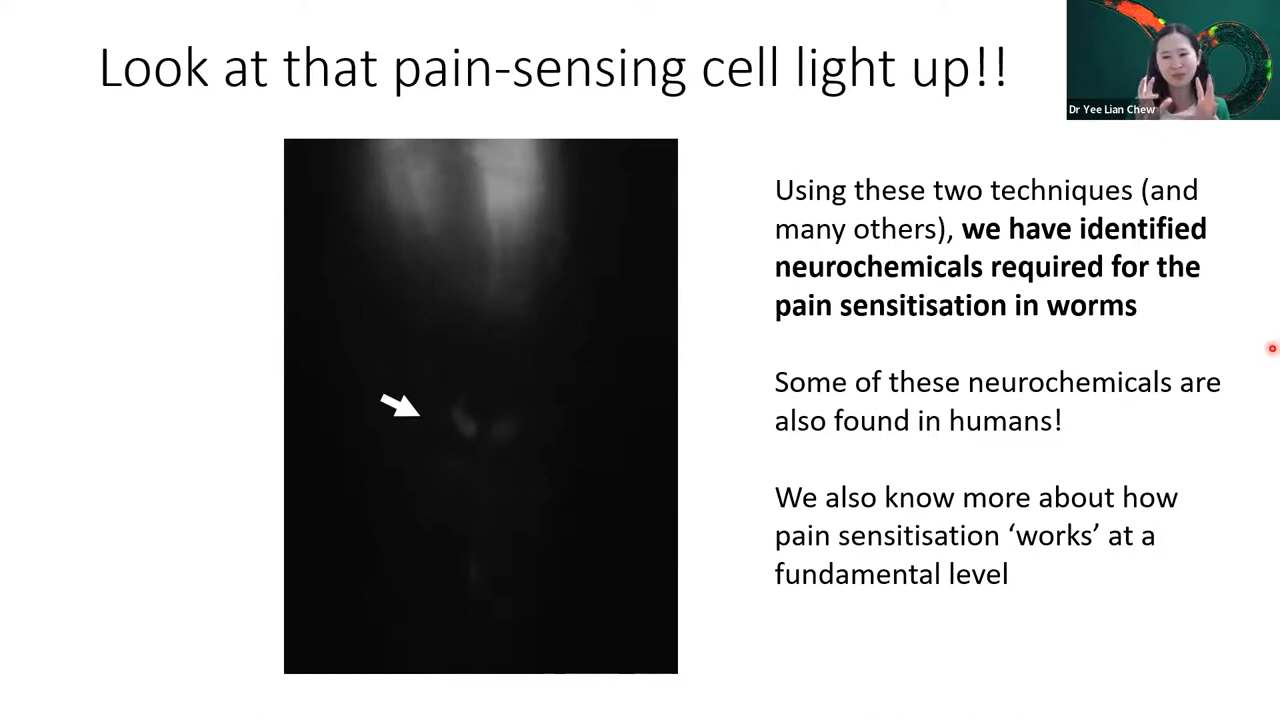 Look at that pain-sensing cell light up!!
Dr Yee Lian Chew
Using these two techniques (and
many others), we have identified
neurochemicals required for the
pain sensitisation in worms
Some of these neurochemicals are
also found in humans!
We also know more about how
pain sensitisation ‘works’ at a
fundamental level